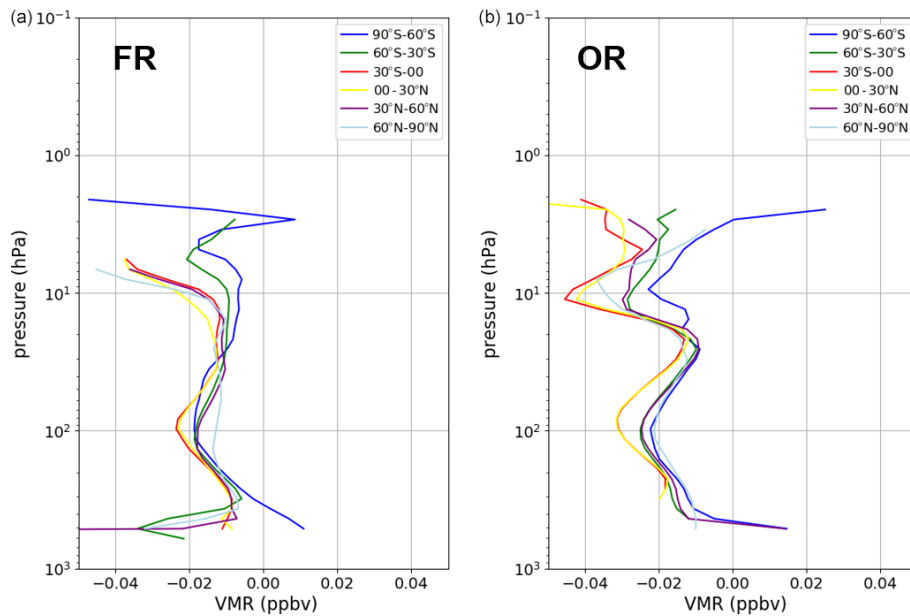 (a)
FR
90°S-60°S
60°S-30°S
30°S-00
00-30°N
30°N-60°N
60°N-90°N
10⁻¹
10⁰
10¹
10²
10³
pressure (hPa)
−0.04
−0.02
0.00
0.02
0.04
VMR (ppbv)
(b)
OR
90°S-60°S
60°S-30°S
30°S-00
00-30°N
30°N-60°N
60°N-90°N
10⁻¹
10⁰
10¹
10²
10³
pressure (hPa)
−0.04
−0.02
0.00
0.02
0.04
VMR (ppbv)